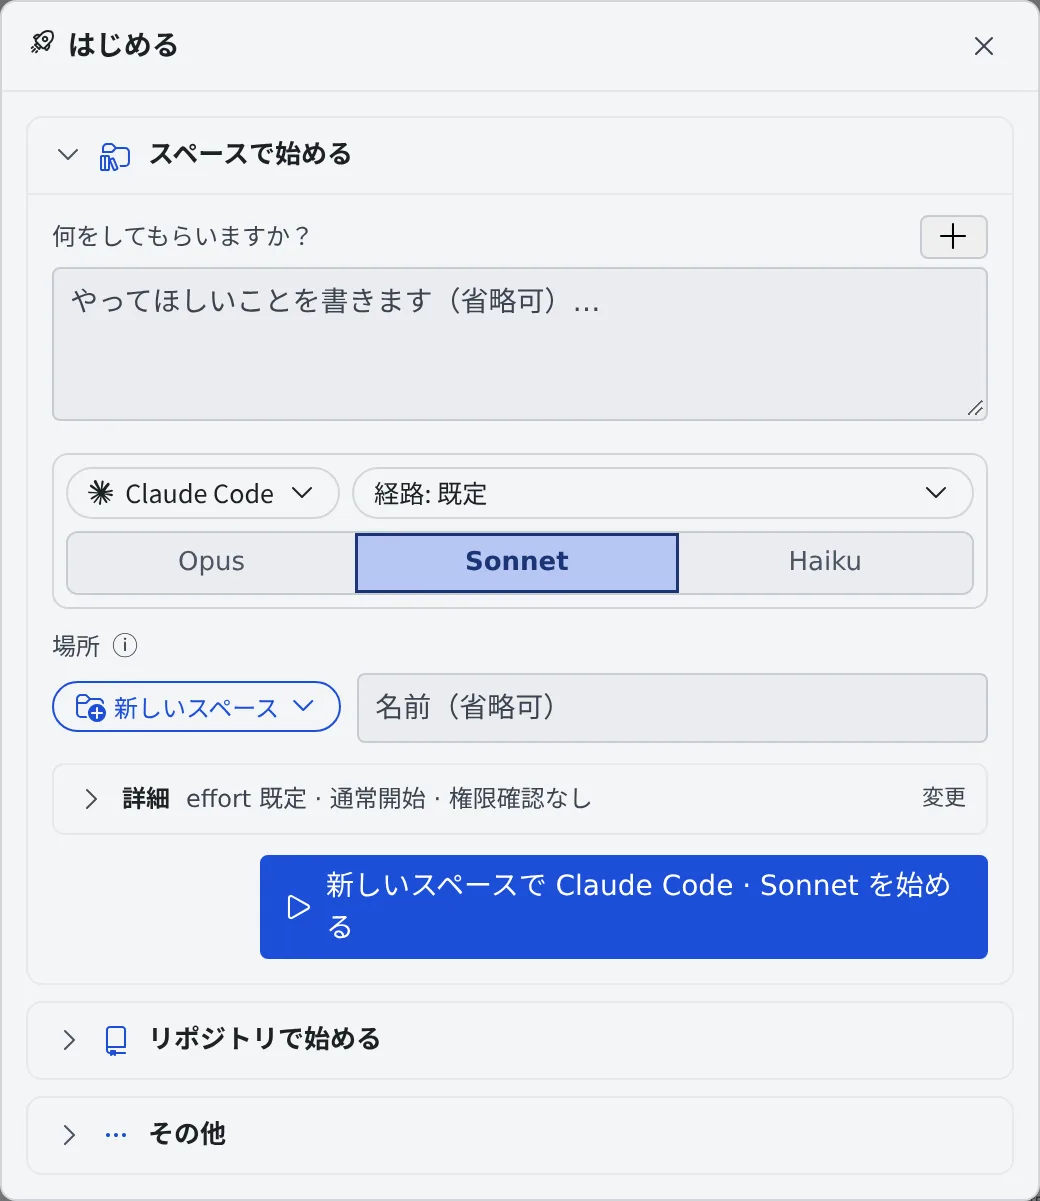 はじめる
スペースで始める
何をしてもらいますか？
やってほしいことを書きます（省略可）...
Claude Code
経路: 既定
Opus
Sonnet
Haiku
場所
新しいスペース
名前（省略可）
詳細 effort 既定 · 通常開始 · 権限確認なし
変更
新しいスペースで Claude Code · Sonnet を始め
る
リポジトリで始める
その他